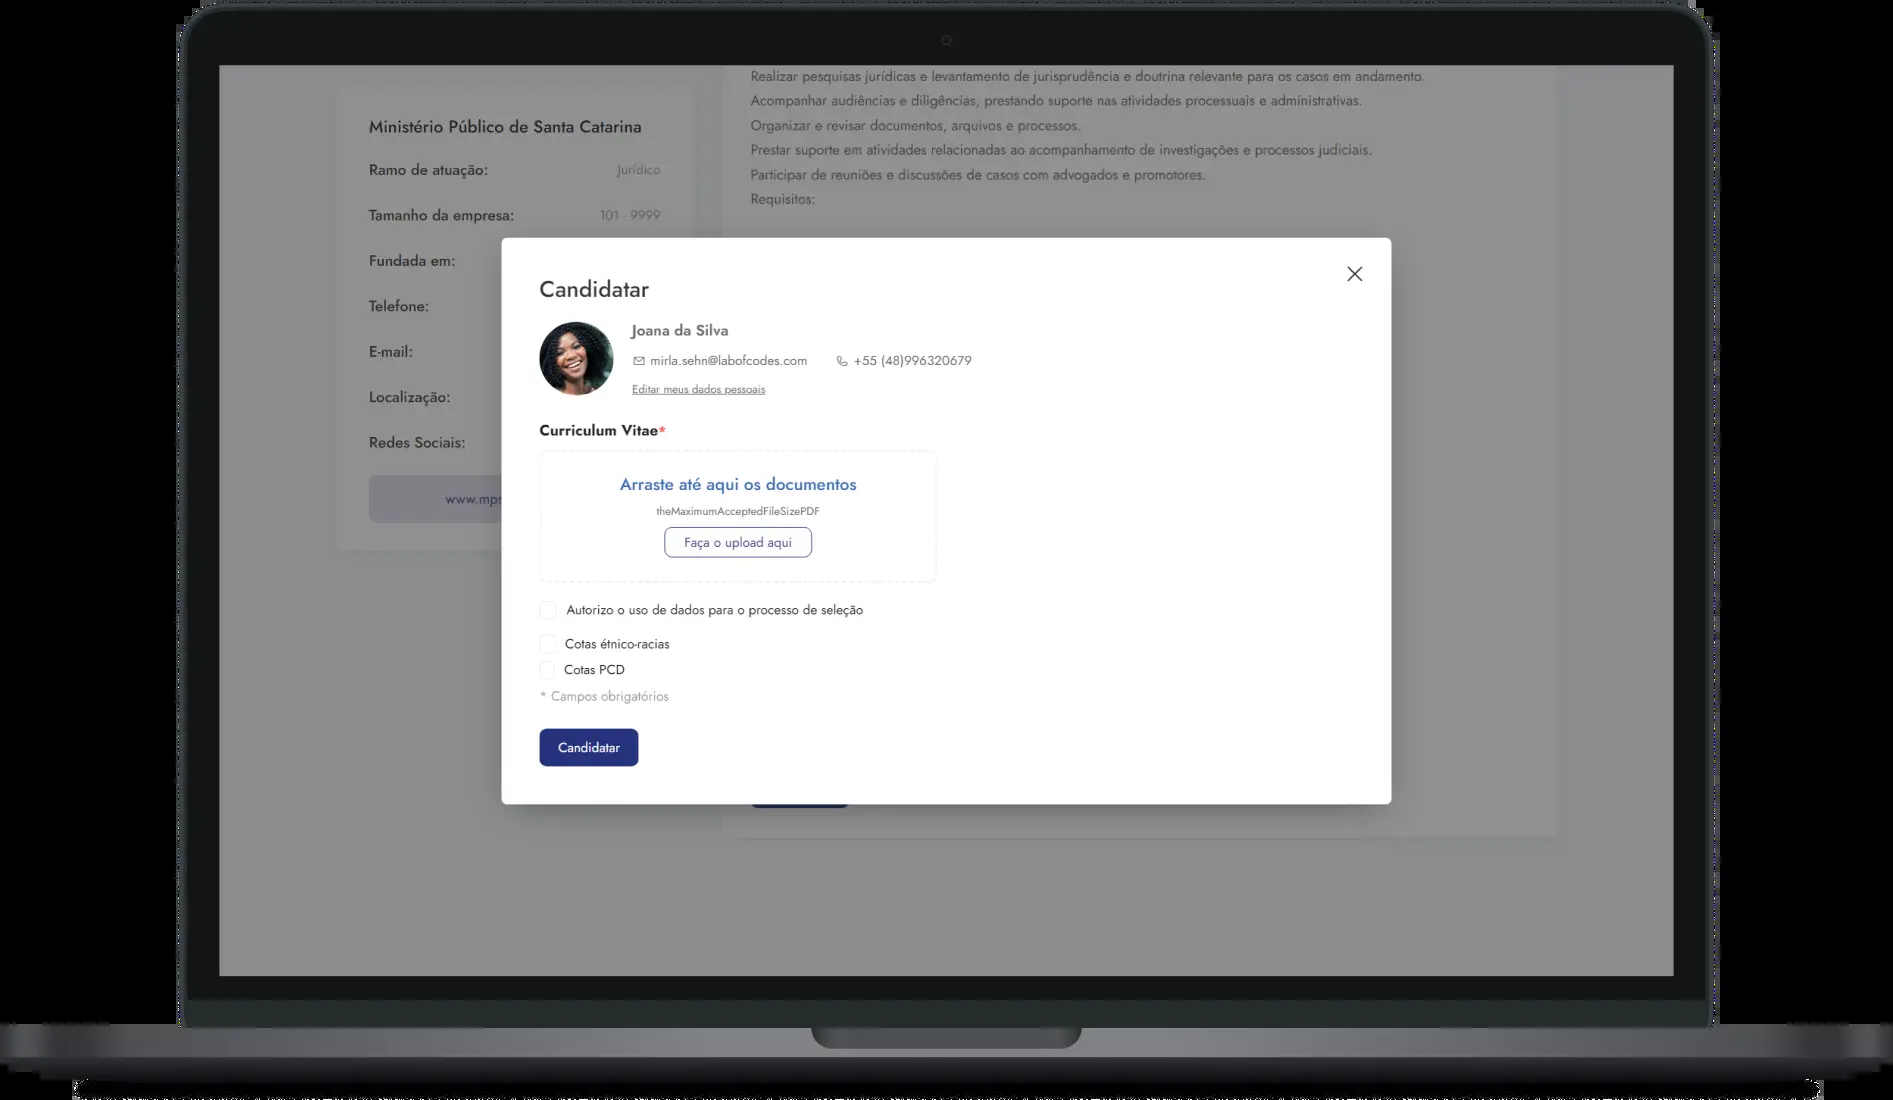 Realizar pesquisas jurídicas e levantamento de jurisprudência e doutrina relevante para os casos em andamento.
Acompanhar audiências e diligências, prestando suporte nas atividades processuais e administrativas.
Organizar e revisar documentos, arquivos e processos.
Prestar suporte em atividades relacionadas ao acompanhamento de investigações e processos judiciais.
Participar de reuniões e discussões de casos com advogados e promotores.
Requisitos:
Ministério Público de Santa Catarina
Ramo de atuação: Jurídico
Tamanho da empresa: 101 - 9999
Fundada em:
Telefone:
E-mail:
Localização:
Redes Sociais:
www.mps
Candidatar
Joana da Silva
mirla.sehn@labofcodes.com +55 (48)996320679
Editar meus dados pessoais
Curriculum Vitae*
Arraste até aqui os documentos
theMaximumAcceptedFileSizePDF
Faça o upload aqui
Autorizo o uso de dados para o processo de seleção
Cotas étnico-racias
Cotas PCD
* Campos obrigatórios
Candidatar